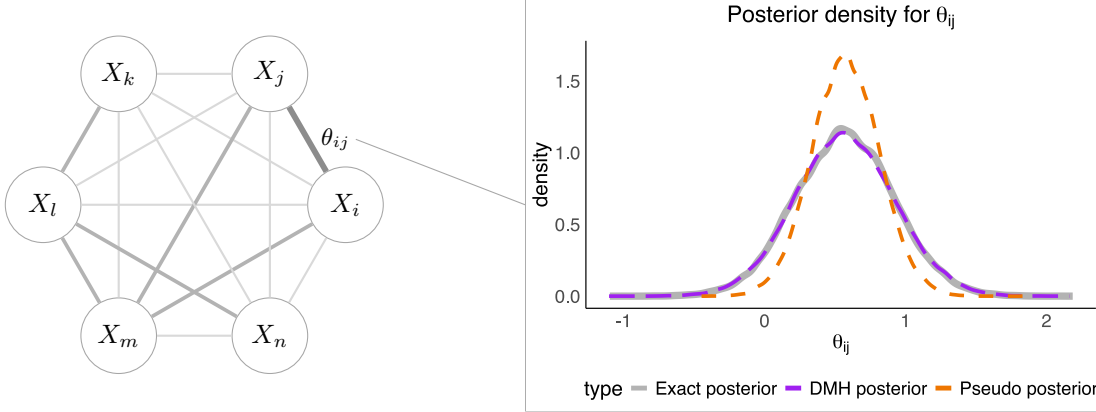 X_k
X_j
θ_ij
X_l
X_i
X_m
X_n
Posterior density for θ_ij
density
1.5
1.0
0.5
0.0
-1
0
1
2
θ_ij
type
Exact posterior
DMH posterior
Pseudo posterior